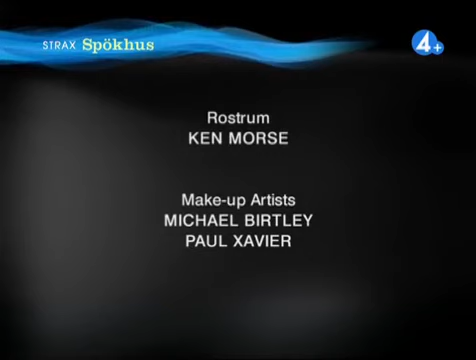 STRAX Spökhus
4+
Rostrum
KEN MORSE
Make-up Artists
MICHAEL BIRTLEY
PAUL XAVIER